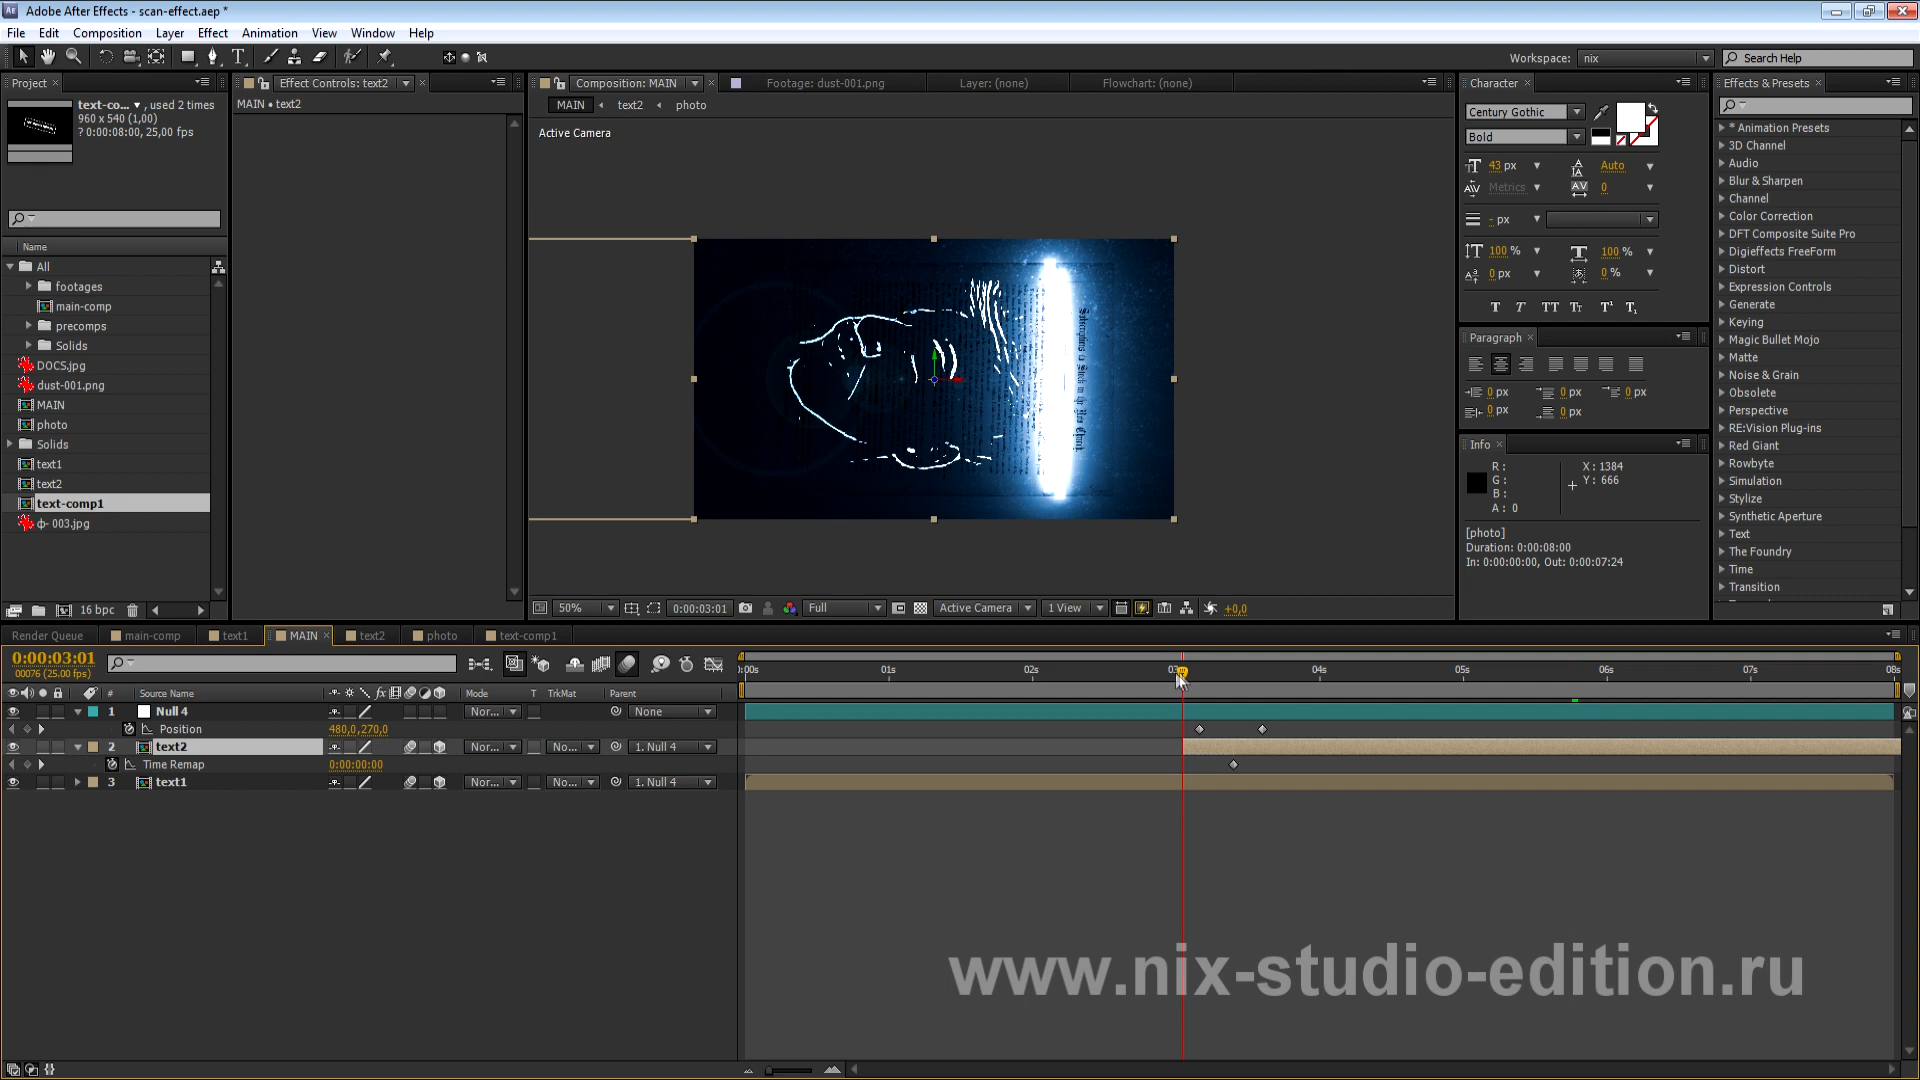 Adobe After Effects - scan-effect.aep *
File Edit Composition Layer Effect Animation View Window Help
Workspace: nix Search Help
Project
text-co... , used 2 times
960 x 540 (1,00)
? 0:00:08:00, 25,00 fps
Name
All
footages
main-comp
precomps
Solids
DOCS.jpg
dust-001.png
MAIN
photo
Solids
text1
text2
text-comp1
ф- 003.jpg
16 bpc
Effect Controls: text2
MAIN • text2
Composition: MAIN Footage: dust-001.png Layer: (none) Flowchart: (none)
MAIN text2 photo
Active Camera
50% 0:00:03:01 Full Active Camera 1 View +0,0
Character
Century Gothic
Bold
43 px Auto
Metrics 0
- px
100 % 100 %
0 px 0 %
T T TT Tr T¹ T₁
Paragraph
0 px 0 px 0 px
0 px 0 px
Info
R :
G :
B :
A : 0
X : 1384
Y : 666
[photo]
Duration: 0:00:08:00
In: 0:00:00:00, Out: 0:00:07:24
Effects & Presets
* Animation Presets
3D Channel
Audio
Blur & Sharpen
Channel
Color Correction
DFT Composite Suite Pro
Digieffects FreeForm
Distort
Expression Controls
Generate
Keying
Magic Bullet Mojo
Matte
Noise & Grain
Obsolete
Perspective
RE:Vision Plug-ins
Red Giant
Rowbyte
Simulation
Stylize
Synthetic Aperture
Text
The Foundry
Time
Transition
Render Queue main-comp text1 MAIN text2 photo text-comp1
0:00:03:01
00076 (25.00 fps)
:00s 01s 02s 03 04s 05s 06s 07s 08s
# Source Name fx Mode T TrkMat Parent
1 Null 4 Nor... None
Position 480,0,270,0
2 text2 Nor... No... 1. Null 4
Time Remap 0:00:00:00
3 text1 Nor... No... 1. Null 4
www.nix-studio-edition.ru